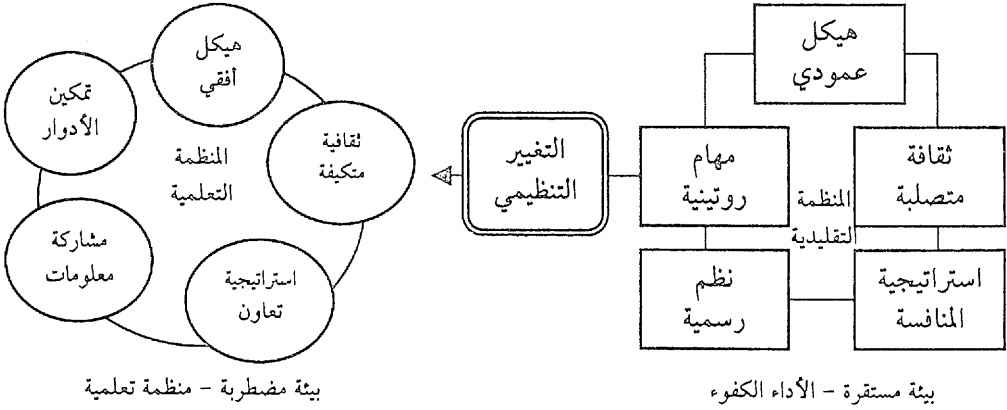 هيكل
عمودي
ثقافة
متصلبة
المنظمة
التقليدية
مهام
روتينية
استراتيجية
المنافسة
نظم
رسمية
بيئة مستقرة – الأداء الكفوء
التغيير
التنظيمي
هيكل
أفقي
تمكين
الأدوار
ثقافية
متكيفة
المنظمة
التعلمية
مشاركة
معلومات
استراتيجية
تعاون
بيئة مضطربة – منظمة تعلمية